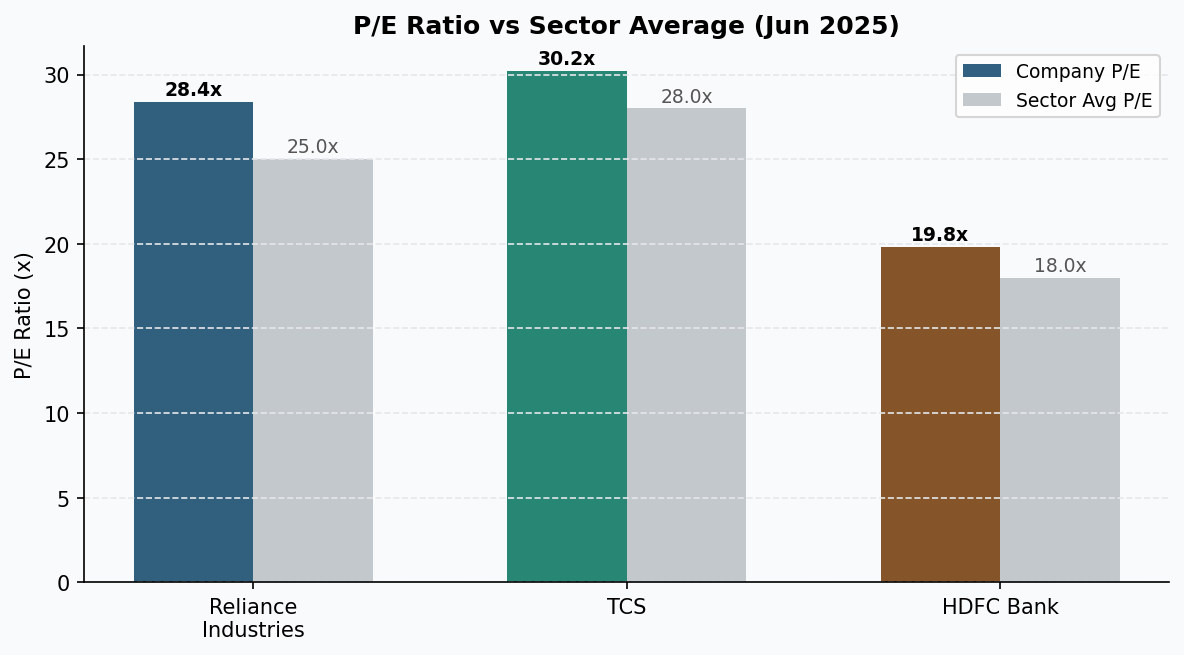 P/E Ratio vs Sector Average (Jun 2025)
Company P/E
Sector Avg P/E
P/E Ratio (x)
30
25
20
15
10
5
0
28.4x
25.0x
30.2x
28.0x
19.8x
18.0x
Reliance
Industries
TCS
HDFC Bank